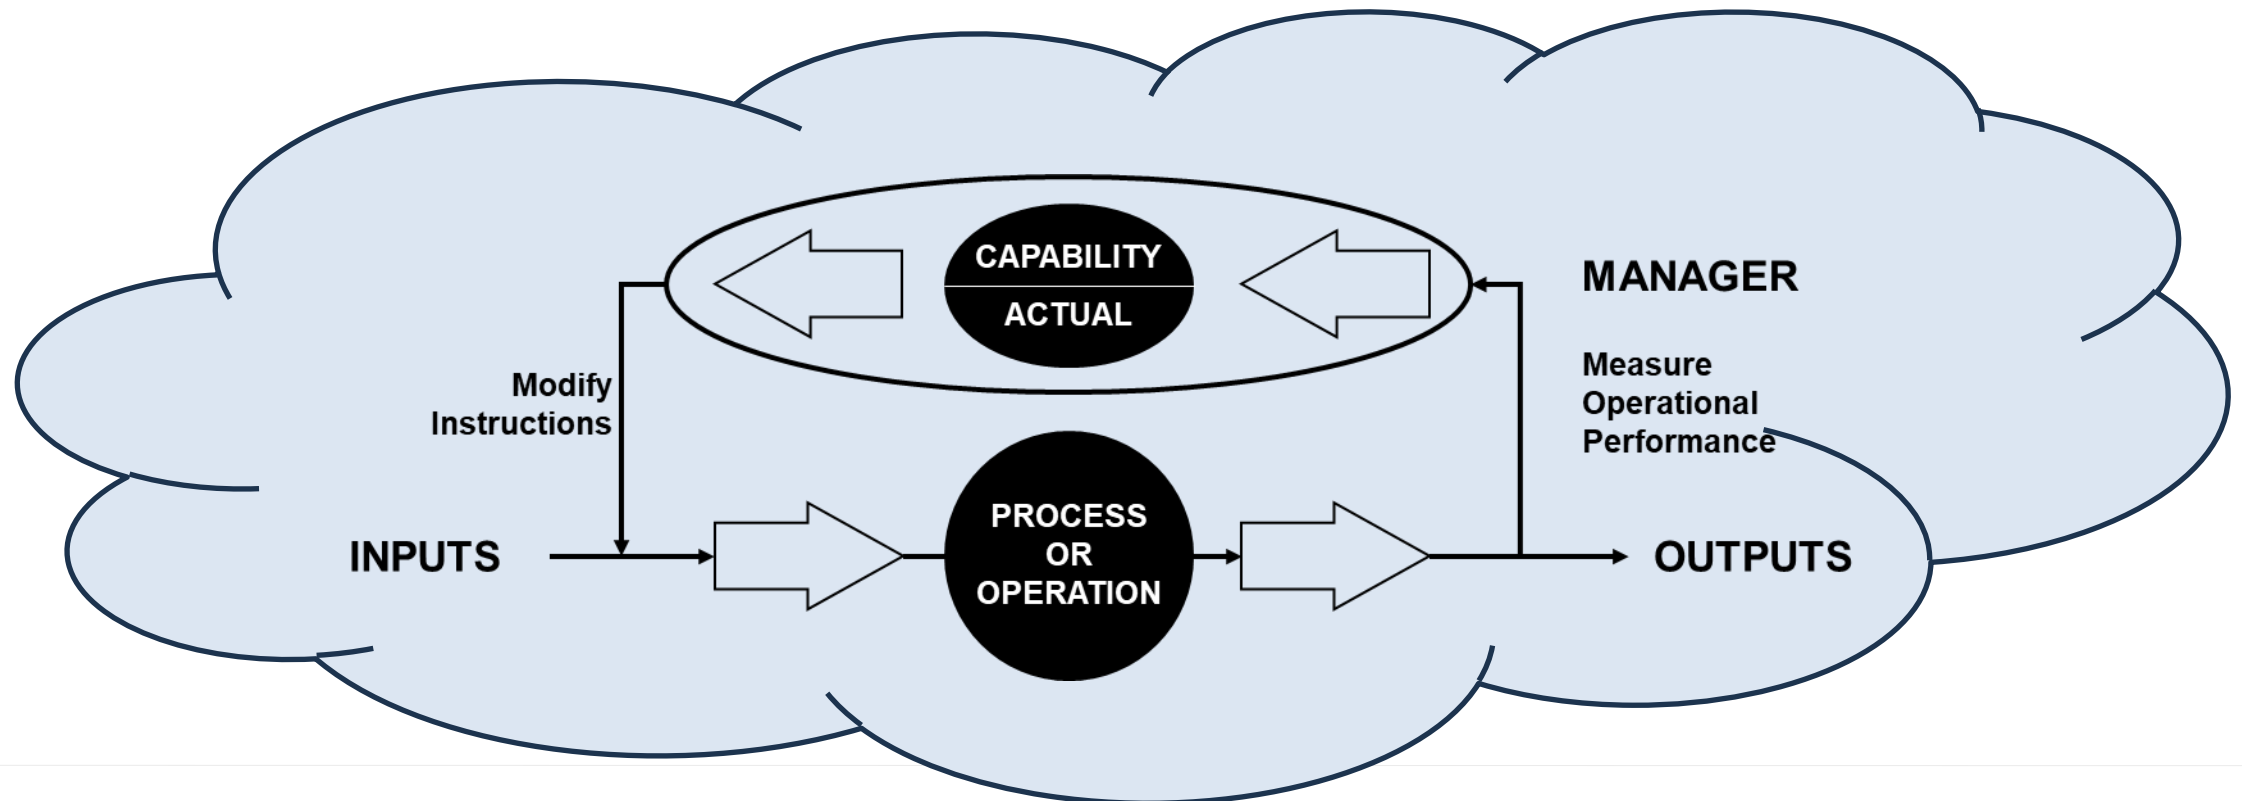 CAPABILITY
ACTUAL
MANAGER
Measure
Operational
Performance
Modify
Instructions
INPUTS
PROCESS
OR
OPERATION
OUTPUTS